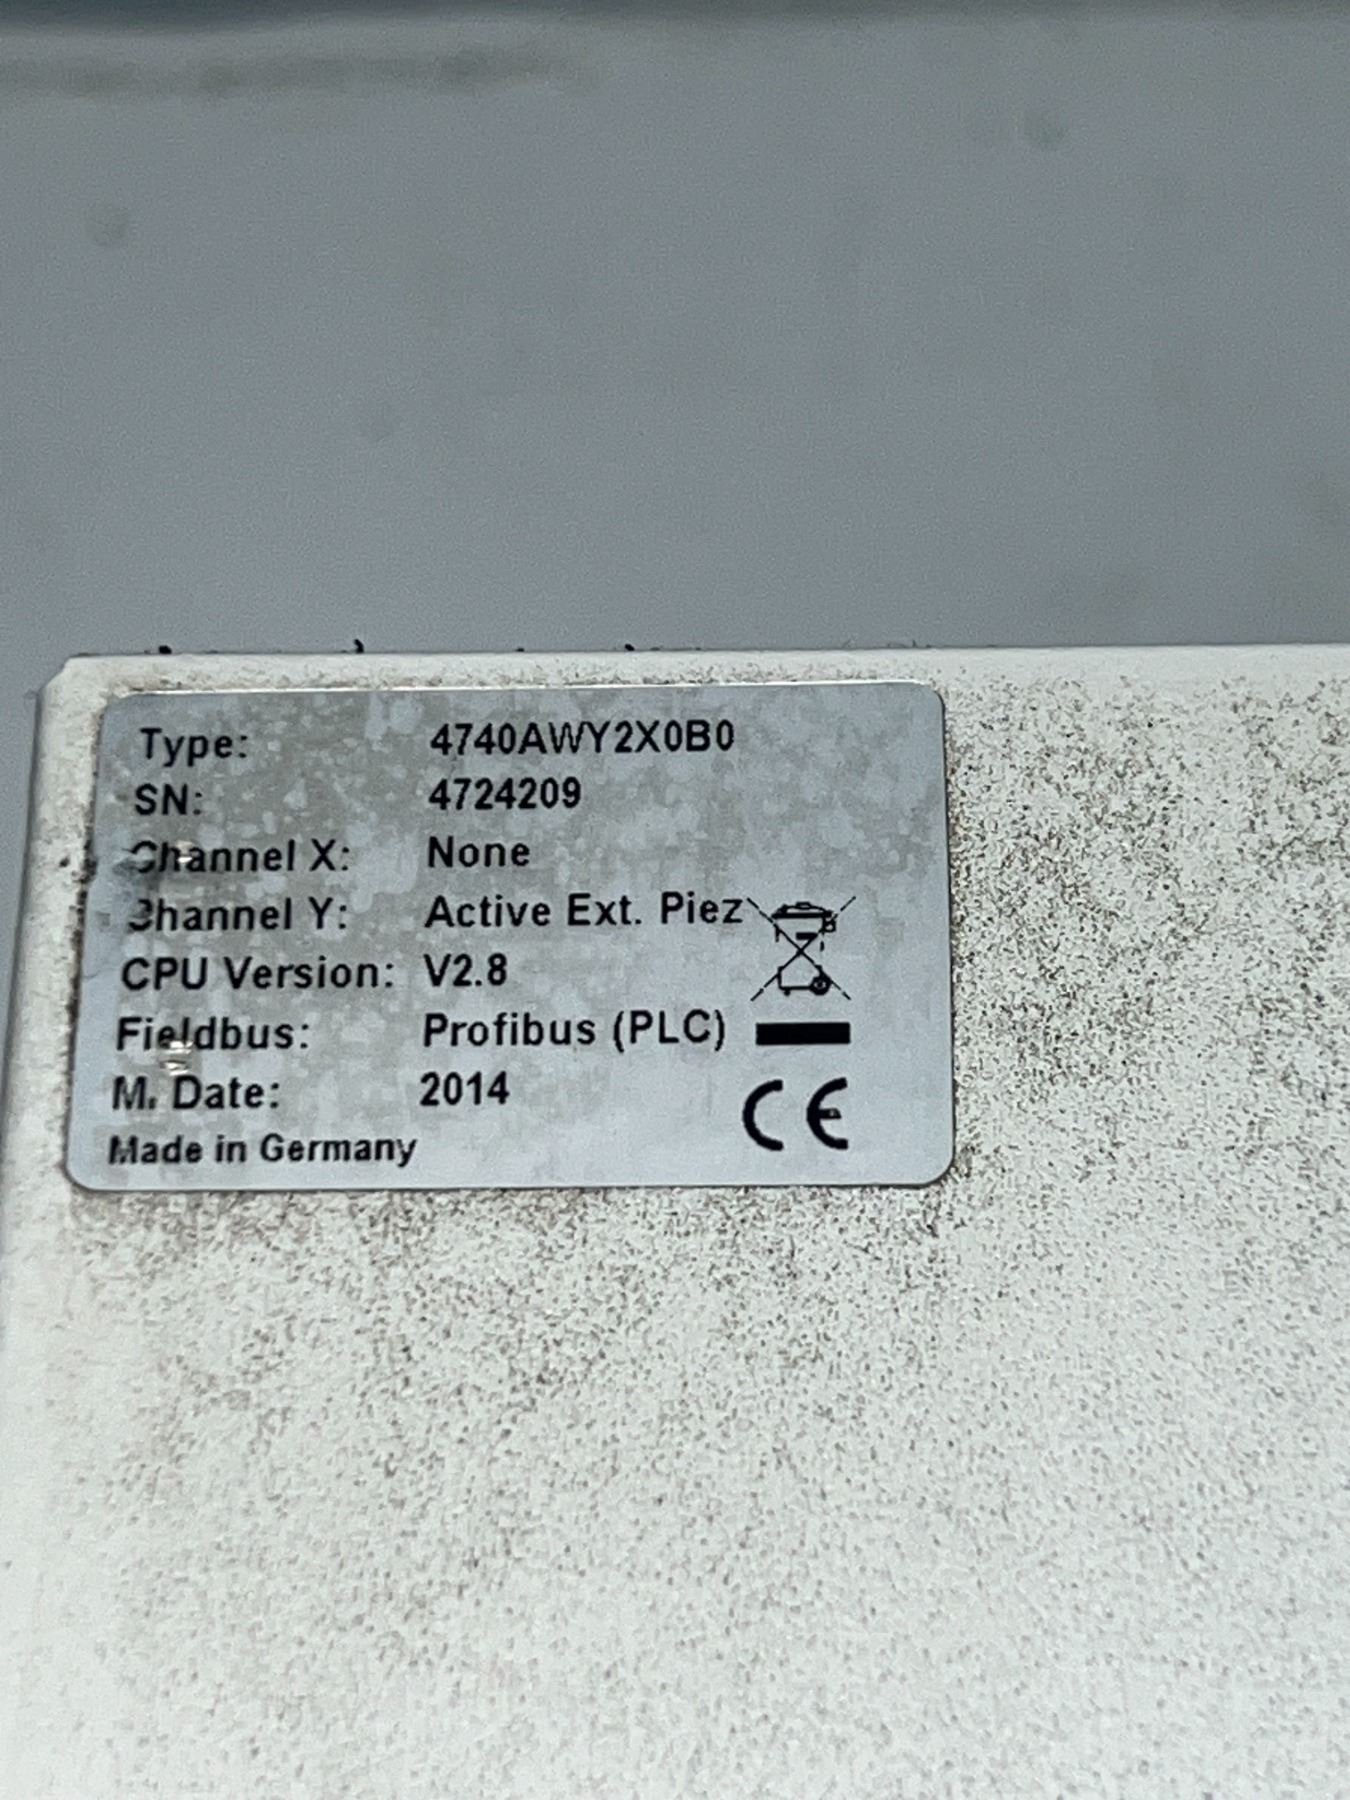 Type: 4740AWY2X0B0
SN: 4724209
Channel X: None
Channel Y: Active Ext. Piez
CPU Version: V2.8
Fieldbus: Profibus (PLC)
M. Date: 2014
Made in Germany
CE